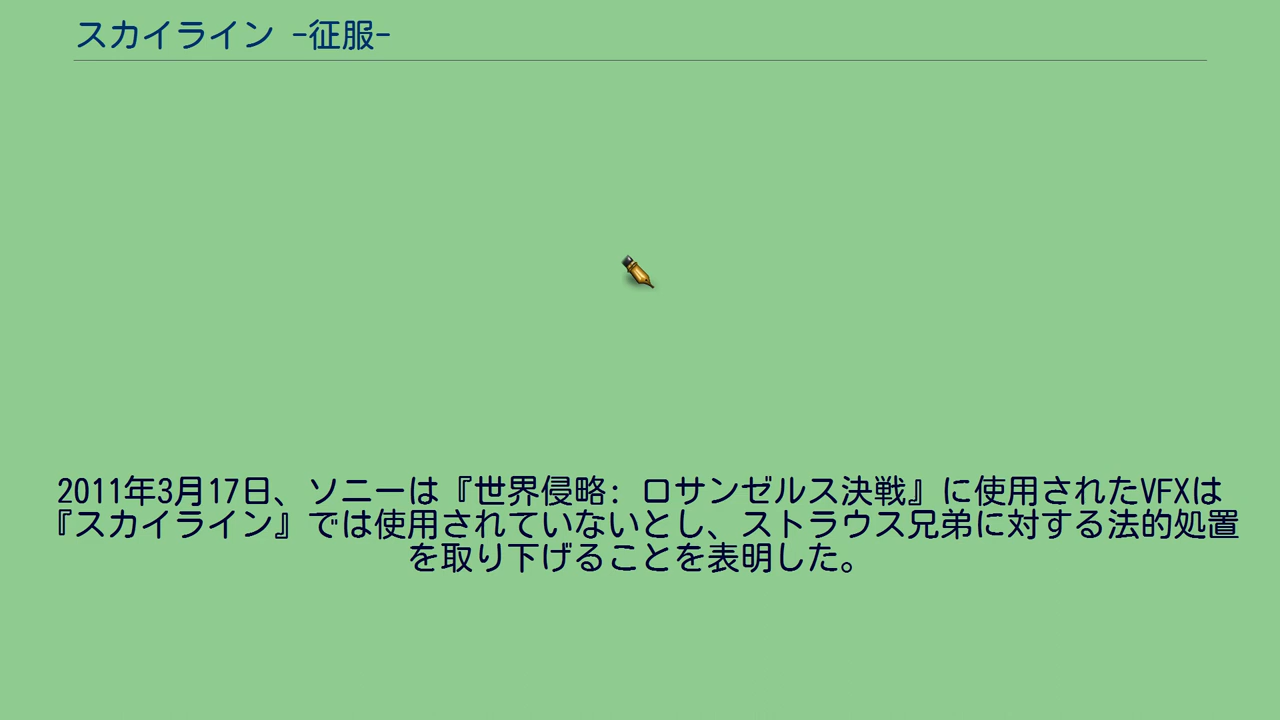 スカイライン -征服-
2011年3月17日、ソニーは『世界侵略: ロサンゼルス決戦』に使用されたVFXは
『スカイライン』では使用されていないとし、ストラウス兄弟に対する法的処置
を取り下げることを表明した。